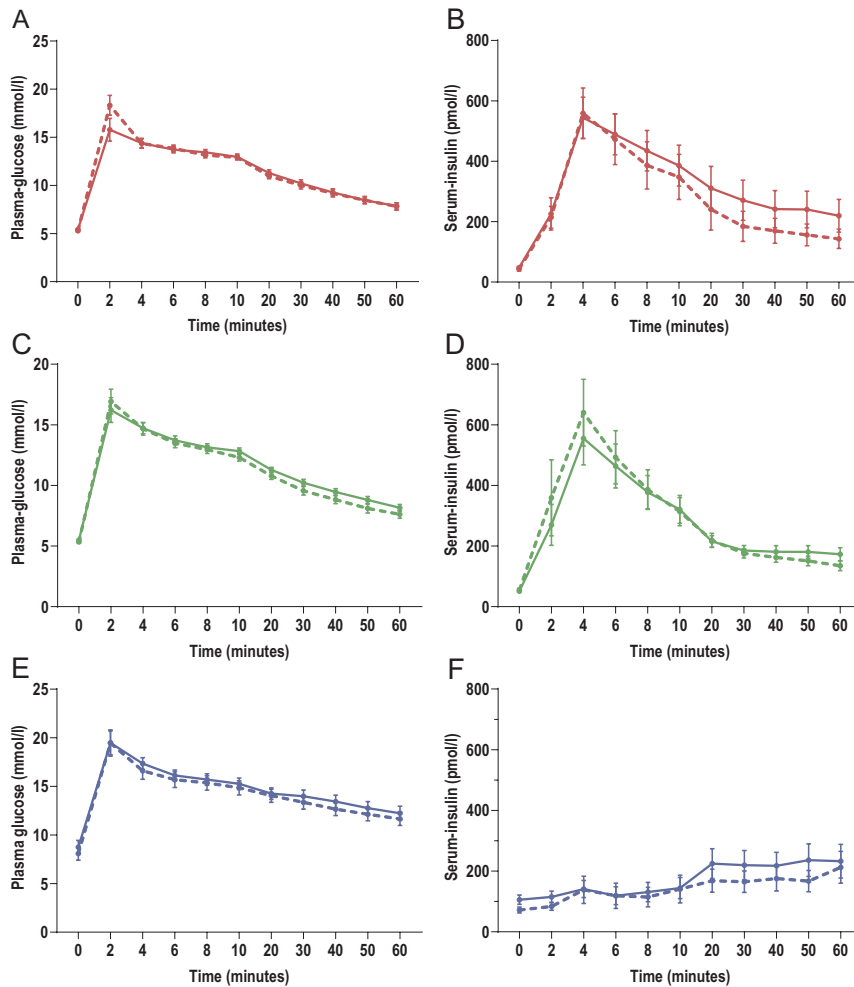 A
Plasma-glucose (mmol/l)
25
20
15
10
5
0
0 2 4 6 8 10 20 30 40 50 60
Time (minutes)
B
Serum-insulin (pmol/l)
800
600
400
200
0
0 2 4 6 8 10 20 30 40 50 60
Time (minutes)
C
Plasma-glucose (mmol/l)
20
15
10
5
0
0 2 4 6 8 10 20 30 40 50 60
Time (minutes)
D
Serum-insulin (pmol/l)
800
600
400
200
0
0 2 4 6 8 10 20 30 40 50 60
Time (minutes)
E
Plasma glucose (mmol/l)
25
20
15
10
5
0
0 2 4 6 8 10 20 30 40 50 60
Time (minutes)
F
Serum-insulin (pmol/l)
800
600
400
200
0
0 2 4 6 8 10 20 30 40 50 60
Time (minutes)